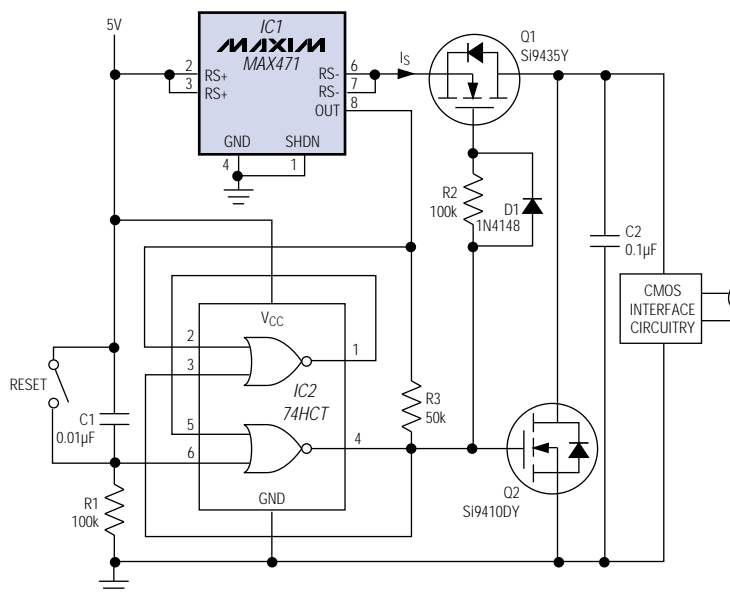 5V
IC1
MAXIM
MAX471
2
RS+
3
RS+
RS-
6
RS-
7
OUT
8
GND
SHDN
4
1
IS
Q1
Si9435Y
R2
100k
D1
1N4148
C2
0.1µF
CMOS
INTERFACE
CIRCUITRY
VCC
2
3
1
IC2
74HCT
5
6
4
GND
R3
50k
RESET
C1
0.01µF
R1
100k
Q2
Si9410DY